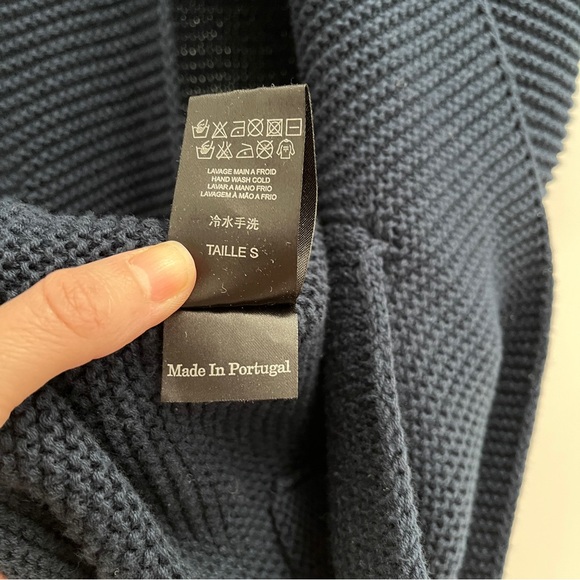 LAVAGE MAIN A FROID
HAND WASH COLD
LAVAR A MANO FRIO
LAVAGEM À MÃO A FRIO
冷水手洗
TAILLE S
Made In Portugal